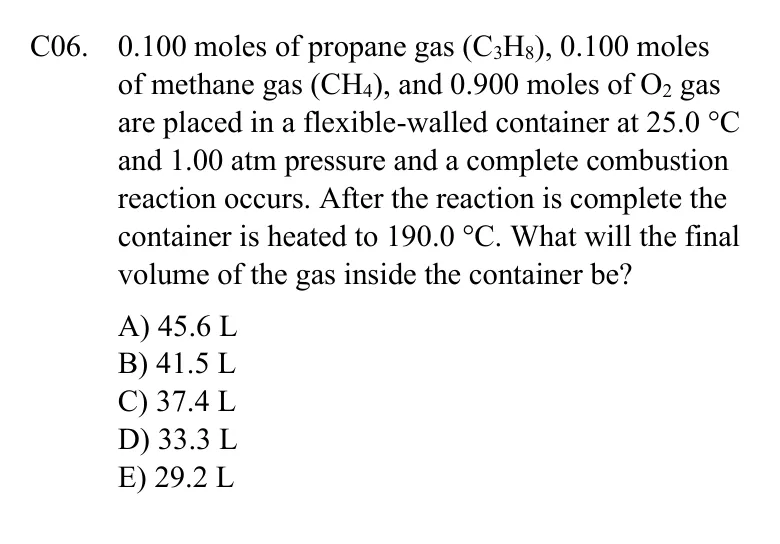 C06. 0.100 moles of propane gas (C₃H₈), 0.100 moles
of methane gas (CH₄), and 0.900 moles of O₂ gas
are placed in a flexible-walled container at 25.0 °C
and 1.00 atm pressure and a complete combustion
reaction occurs. After the reaction is complete the
container is heated to 190.0 °C. What will the final
volume of the gas inside the container be?
A) 45.6 L
B) 41.5 L
C) 37.4 L
D) 33.3 L
E) 29.2 L